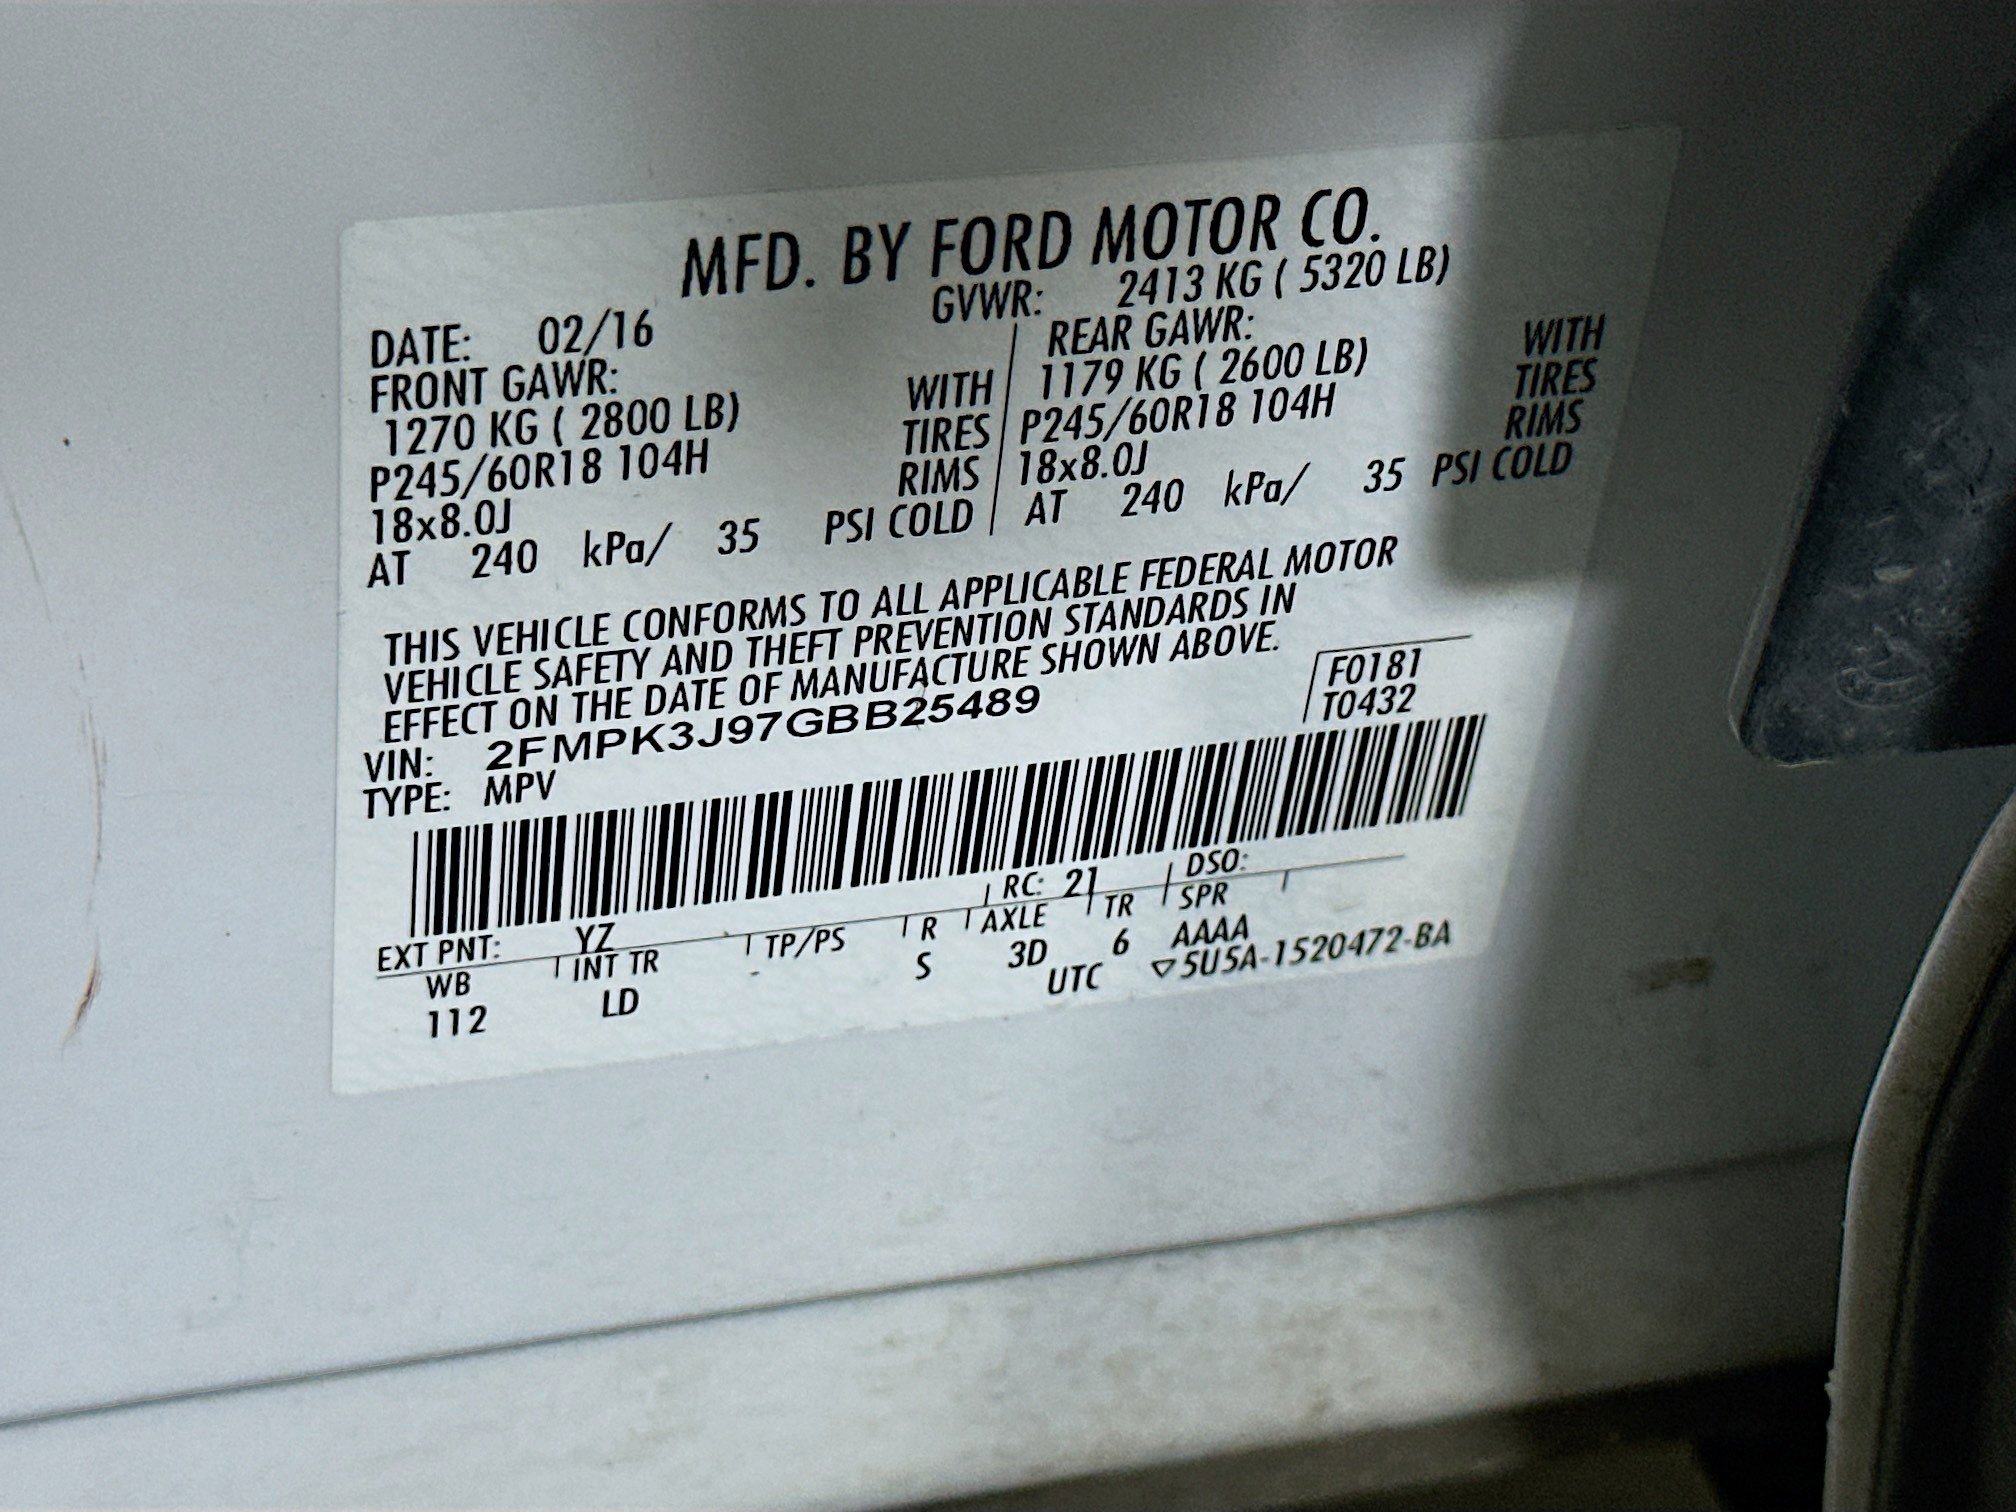 MFD. BY FORD MOTOR CO.
DATE: 02/16 GVWR: 2413 KG ( 5320 LB)
FRONT GAWR: REAR GAWR:
1270 KG ( 2800 LB) WITH 1179 KG ( 2600 LB) WITH
P245/60R18 104H TIRES P245/60R18 104H TIRES
18x8.0J RIMS 18x8.0J RIMS
AT 240 kPa/ 35 PSI COLD AT 240 kPa/ 35 PSI COLD
THIS VEHICLE CONFORMS TO ALL APPLICABLE FEDERAL MOTOR
VEHICLE SAFETY AND THEFT PREVENTION STANDARDS IN
EFFECT ON THE DATE OF MANUFACTURE SHOWN ABOVE.
F0181
T0432
VIN: 2FMPK3J97GBB25489
TYPE: MPV
EXT PNT: YZ RC: 21 DSO:
WB INT TR TP/PS R AXLE TR SPR
112 LD S 3D 6 AAAA
UTC ▽5U5A-1520472-BA